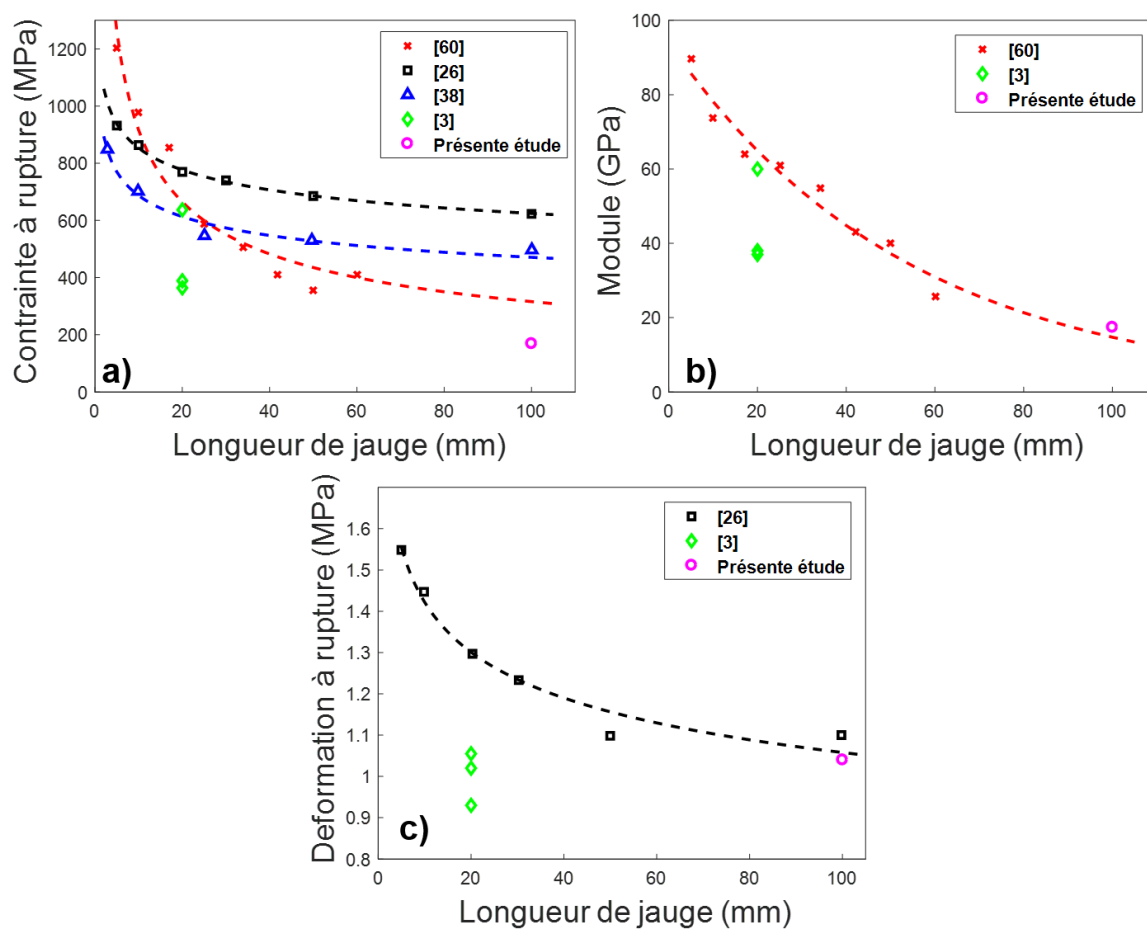 1200
1000
800
600
400
200
0
Contrainte à rupture (MPa)
[60]
[26]
[38]
[3]
Présente étude
a)
0 20 40 60 80 100
Longueur de jauge (mm)
100
80
60
40
20
0
Module (GPa)
[60]
[3]
Présente étude
b)
0 20 40 60 80 100
Longueur de jauge (mm)
1.6
1.5
1.4
1.3
1.2
1.1
1
0.9
0.8
Deformation à rupture (MPa)
[26]
[3]
Présente étude
c)
0 20 40 60 80 100
Longueur de jauge (mm)